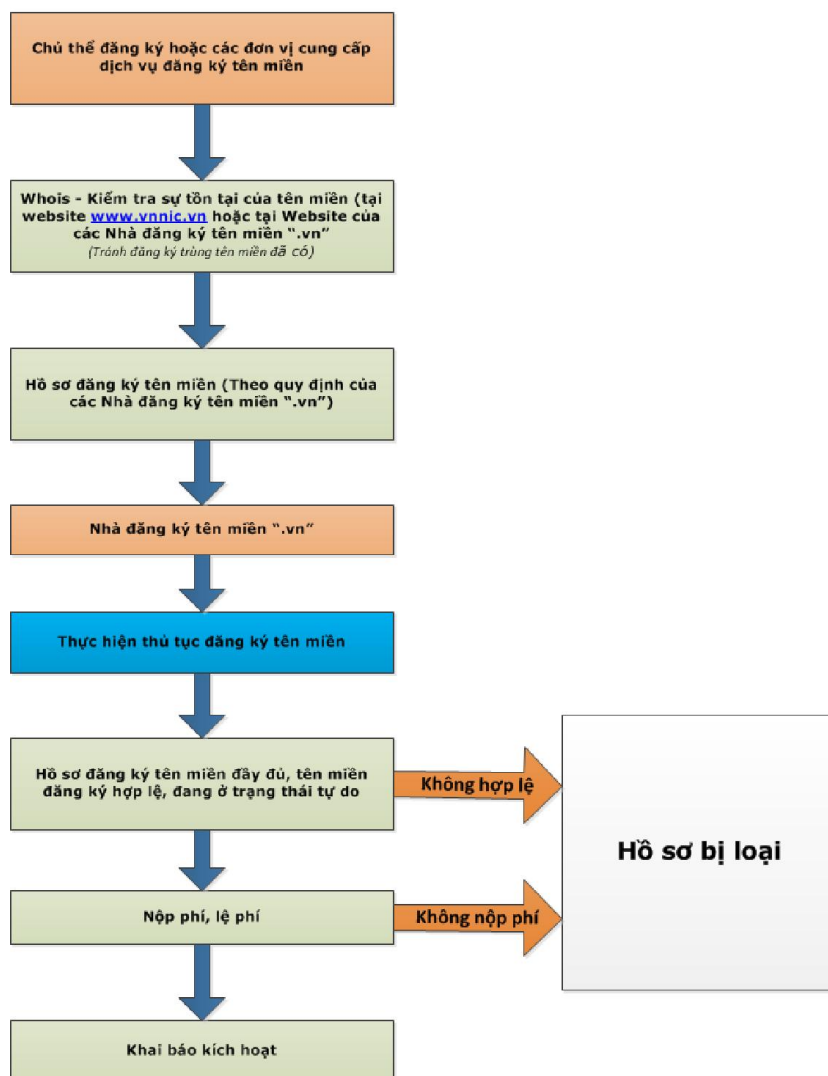 Chủ thể đăng ký hoặc các đơn vị cung cấp
dịch vụ đăng ký tên miền
Whois - Kiểm tra sự tồn tại của tên miền (tại
website www.vnnic.vn hoặc tại Website của
các Nhà đăng ký tên miền “.vn”
(Tránh đăng ký trùng tên miền đã có)
Hồ sơ đăng ký tên miền (Theo quy định của
các Nhà đăng ký tên miền “.vn”)
Nhà đăng ký tên miền “.vn”
Thực hiện thủ tục đăng ký tên miền
Hồ sơ đăng ký tên miền đầy đủ, tên miền
đăng ký hợp lệ, đang ở trạng thái tự do
Không hợp lệ
Hồ sơ bị loại
Nộp phí, lệ phí
Không nộp phí
Khai báo kích hoạt